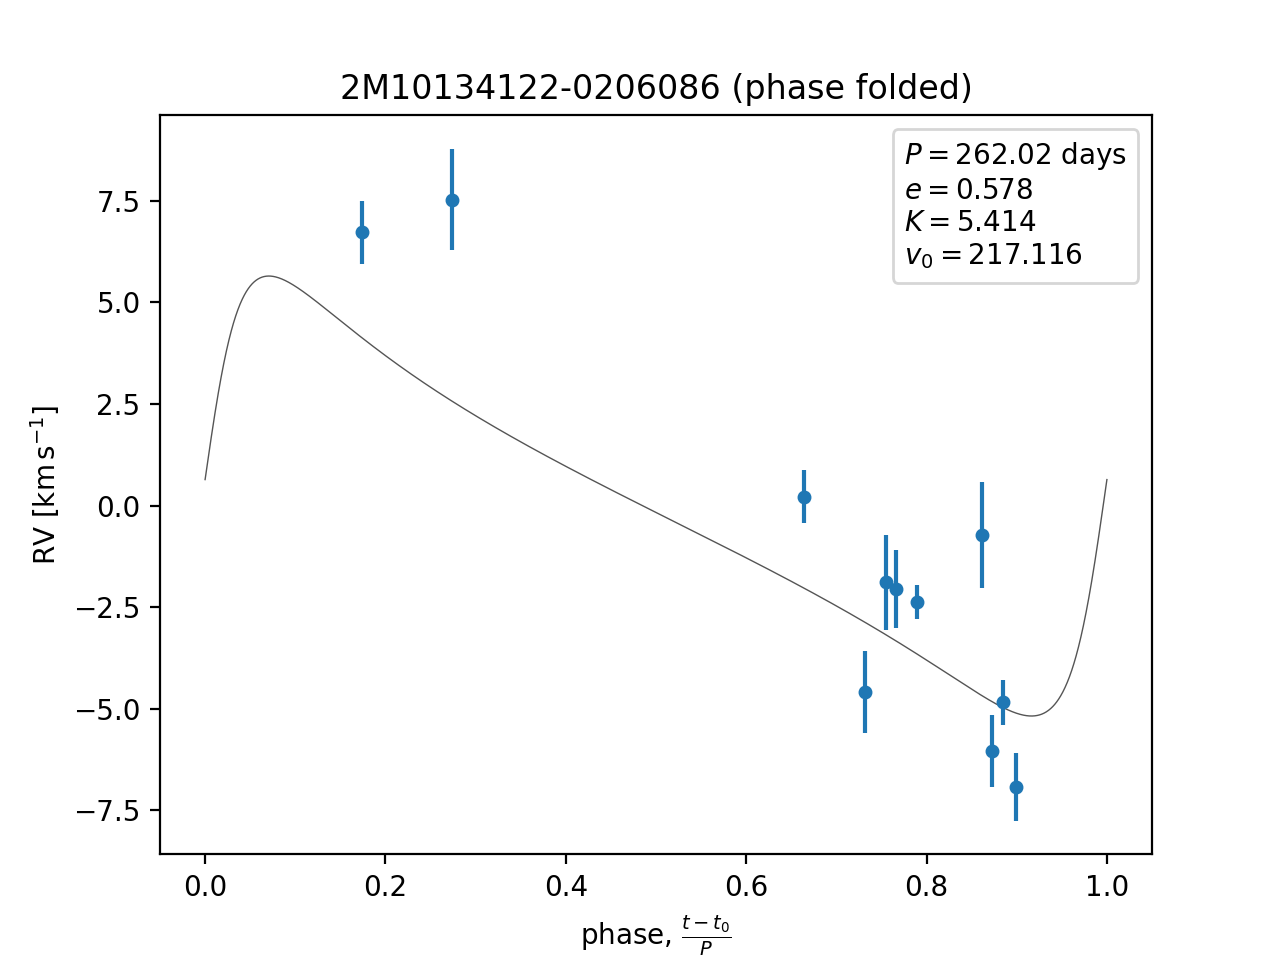 2M10134122-0206086 (phase folded)
P = 262.02 days
e = 0.578
K = 5.414
v₀ = 217.116
7.5
5.0
2.5
0.0
−2.5
−5.0
−7.5
RV [km s⁻¹]
0.0 0.2 0.4 0.6 0.8 1.0
phase, (t − t₀)/P